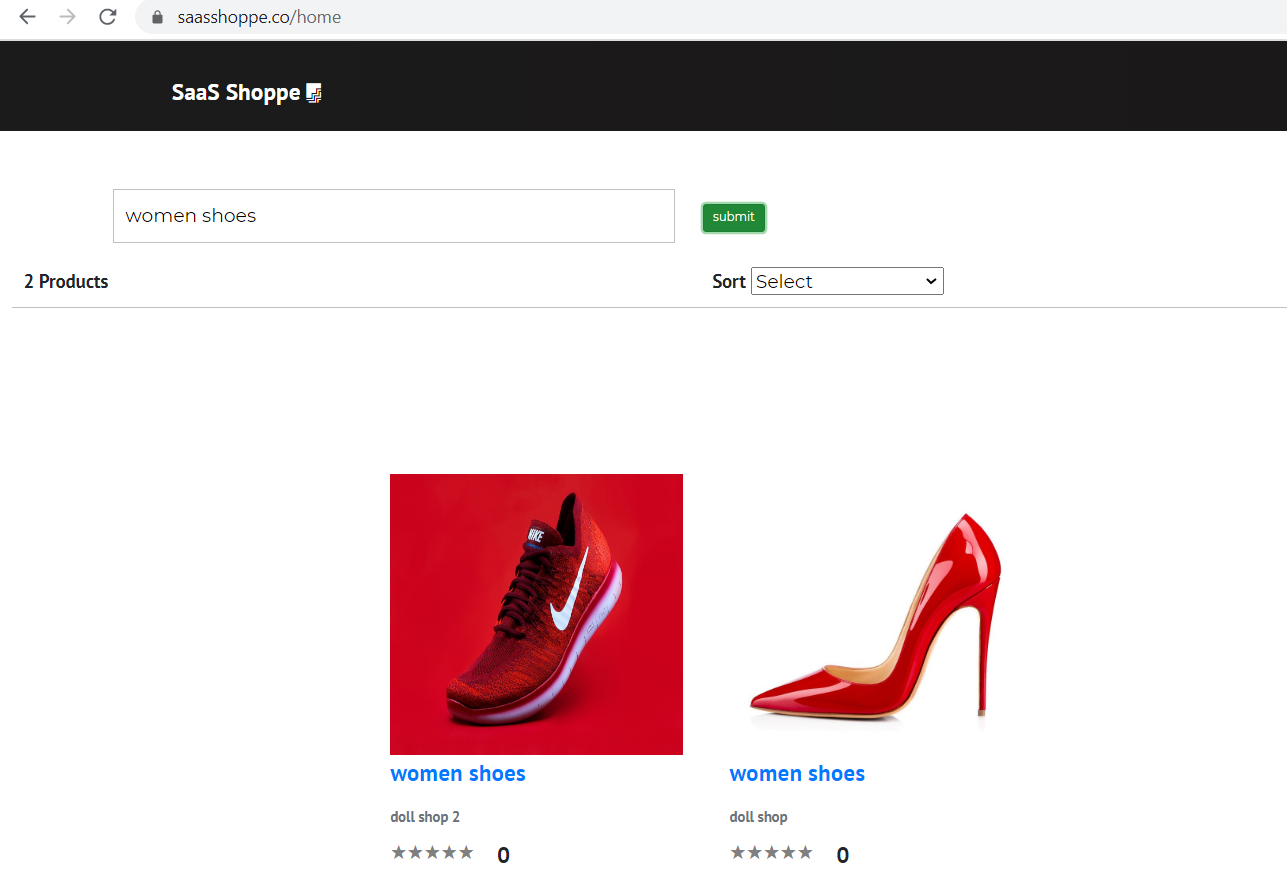 saasshoppe.co/home
SaaS Shoppe
women shoes
submit
2 Products
Sort Select
NIKE
women shoes
women shoes
doll shop 2
doll shop
0
0